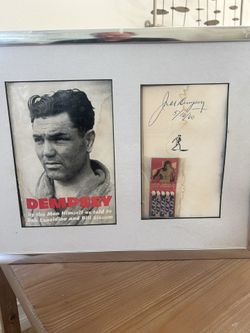 DEMPSEY
By the Man Himself as told to
Bob Considine and Bill Slocum
Jack Dempsey